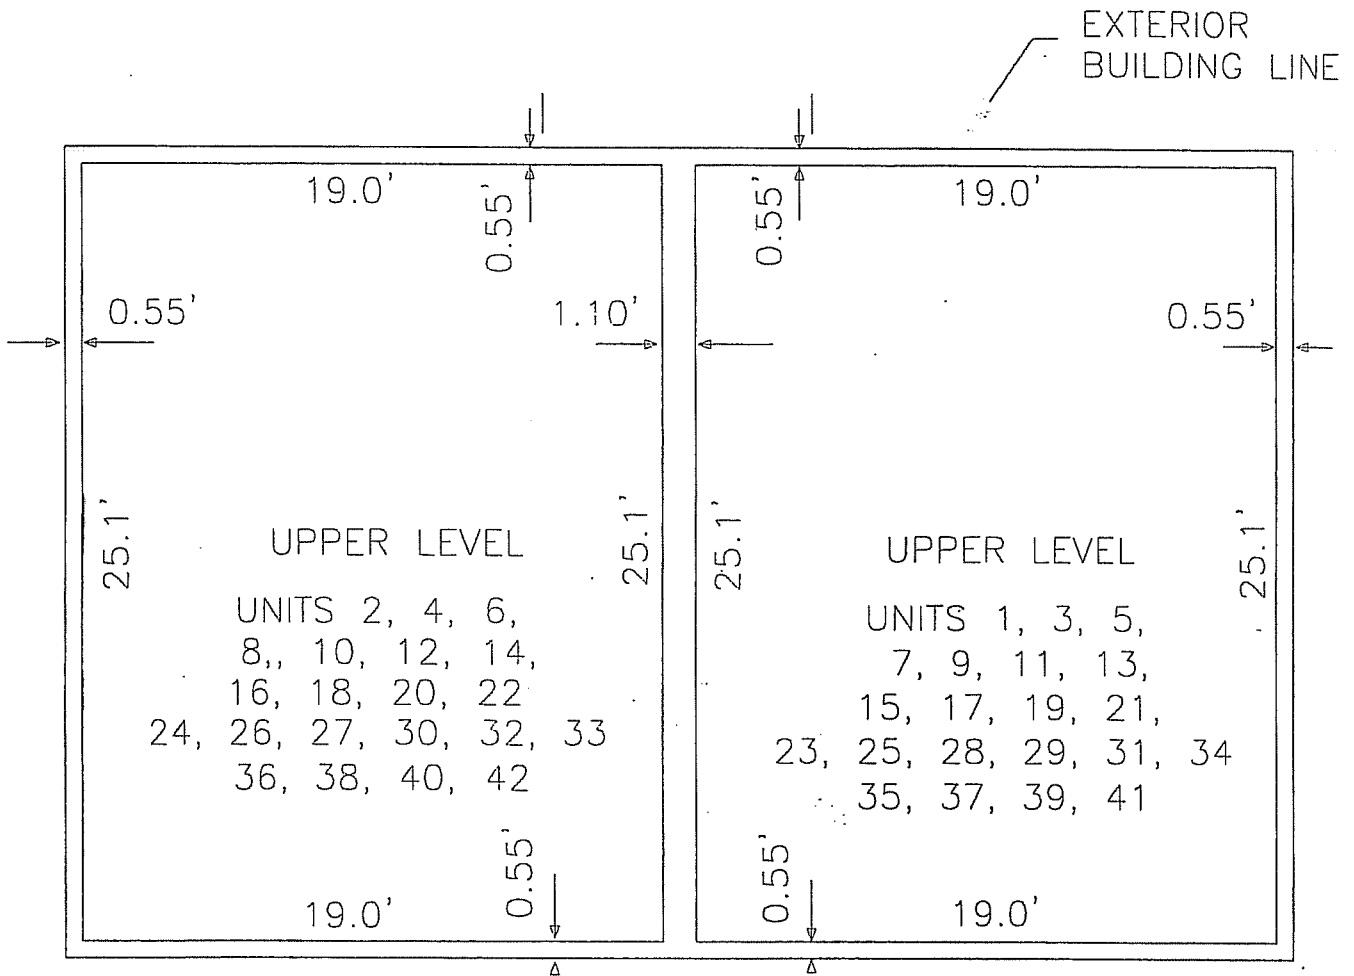 EXTERIOR
BUILDING LINE
19.0'
0.55'
0.55'
19.0'
0.55'
1.10'
0.55'
25.1'
25.1'
25.1'
25.1'
UPPER LEVEL
UNITS 2, 4, 6,
8,, 10, 12, 14,
16, 18, 20, 22
24, 26, 27, 30, 32, 33
36, 38, 40, 42
UPPER LEVEL
UNITS 1, 3, 5,
7, 9, 11, 13,
15, 17, 19, 21,
23, 25, 28, 29, 31, 34
35, 37, 39, 41
19.0'
0.55'
0.55'
19.0'